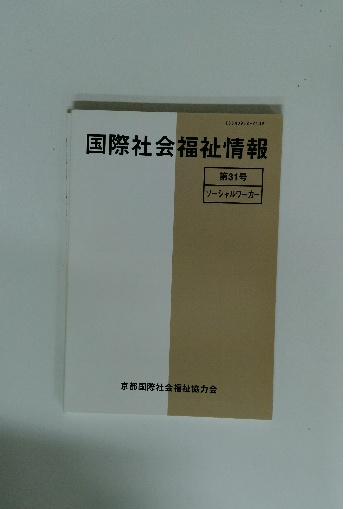 国際社会福祉情報
第31号
ソーシャルワーカー
京都国際社会福祉協力会